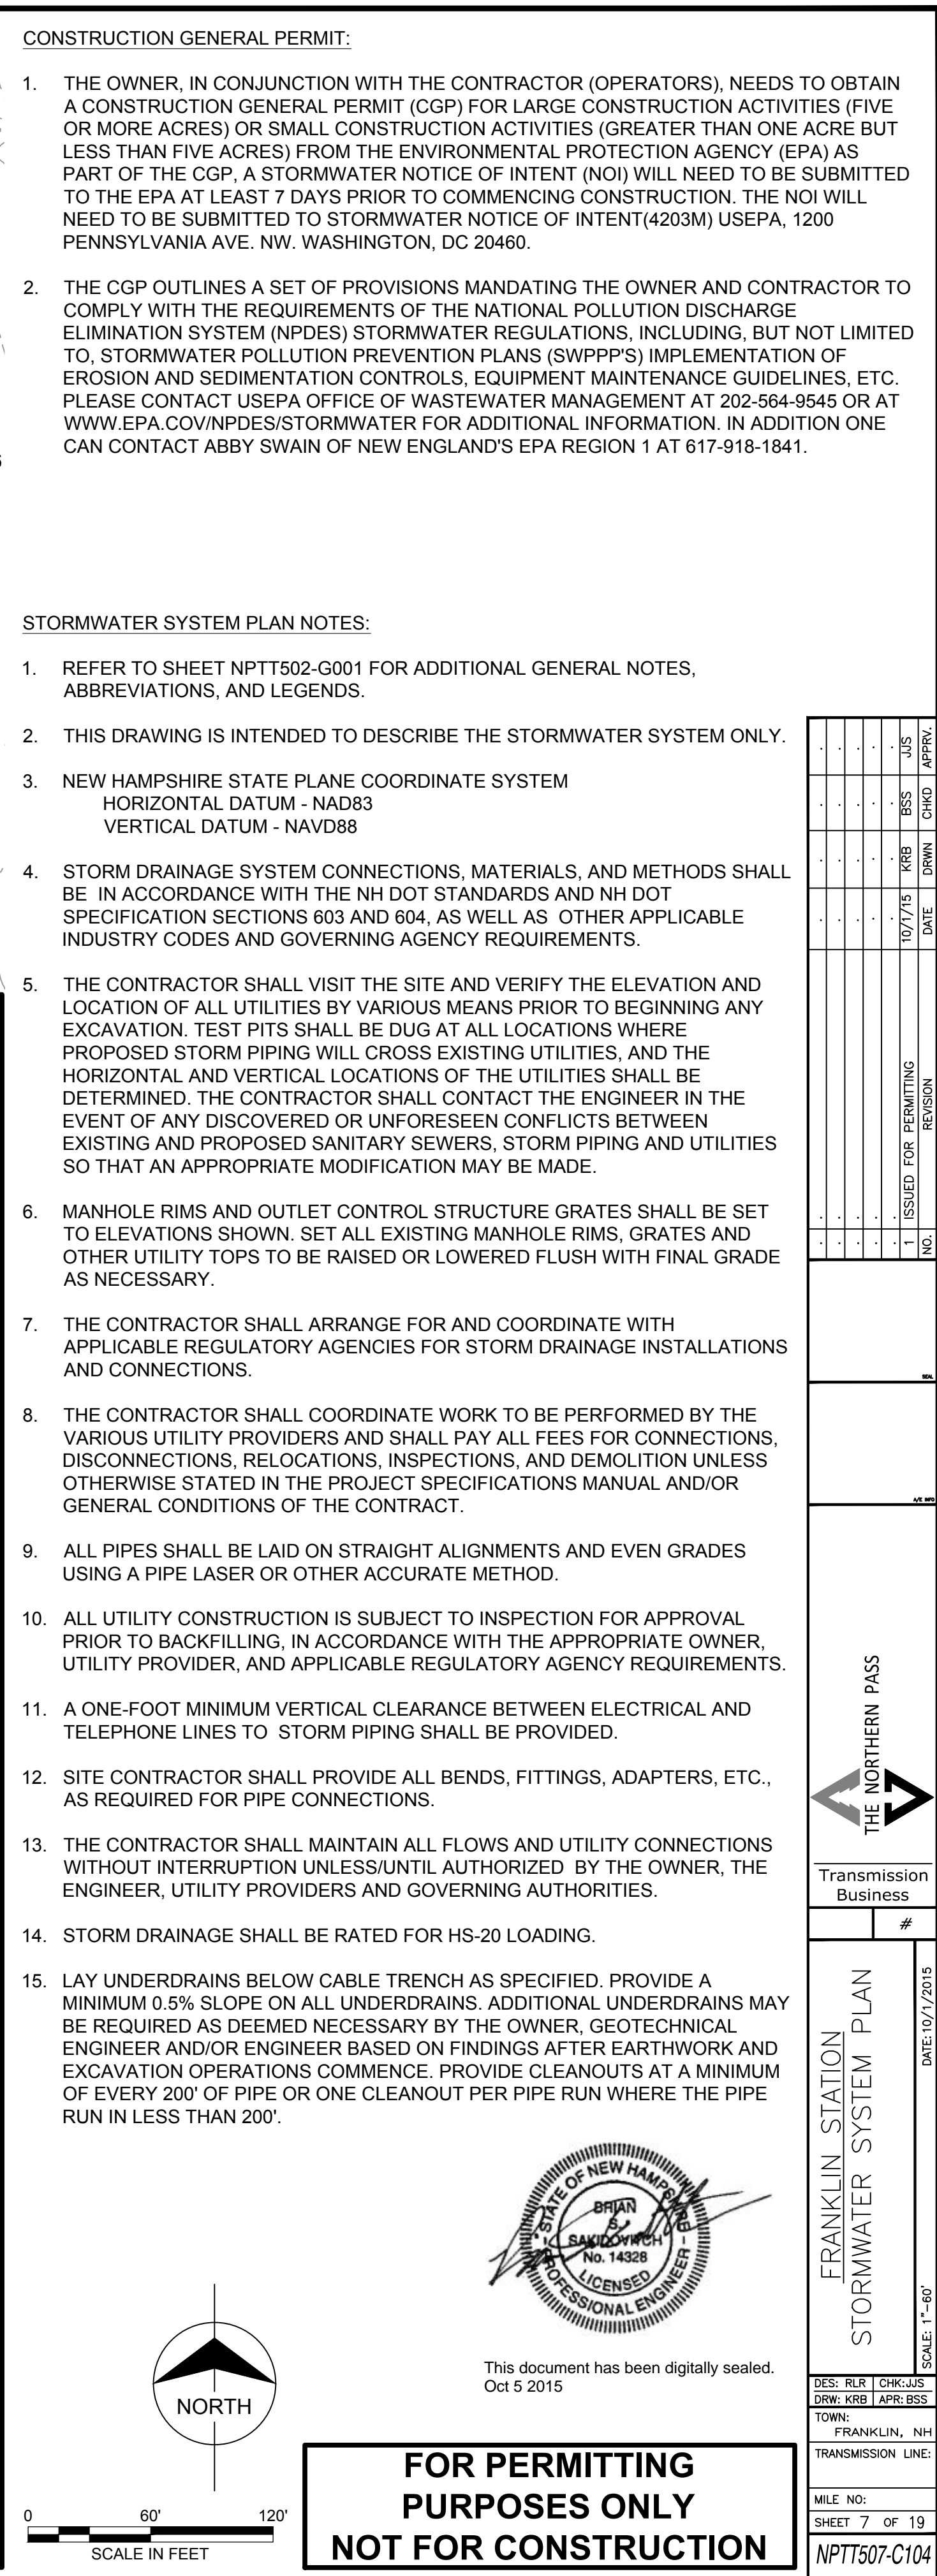 CONSTRUCTION GENERAL PERMIT:
1. THE OWNER, IN CONJUNCTION WITH THE CONTRACTOR (OPERATORS), NEEDS TO OBTAIN
A CONSTRUCTION GENERAL PERMIT (CGP) FOR LARGE CONSTRUCTION ACTIVITIES (FIVE
OR MORE ACRES) OR SMALL CONSTRUCTION ACTIVITIES (GREATER THAN ONE ACRE BUT
LESS THAN FIVE ACRES) FROM THE ENVIRONMENTAL PROTECTION AGENCY (EPA) AS
PART OF THE CGP, A STORMWATER NOTICE OF INTENT (NOI) WILL NEED TO BE SUBMITTED
TO THE EPA AT LEAST 7 DAYS PRIOR TO COMMENCING CONSTRUCTION. THE NOI WILL
NEED TO BE SUBMITTED TO STORMWATER NOTICE OF INTENT(4203M) USEPA, 1200
PENNSYLVANIA AVE. NW. WASHINGTON, DC 20460.
2. THE CGP OUTLINES A SET OF PROVISIONS MANDATING THE OWNER AND CONTRACTOR TO
COMPLY WITH THE REQUIREMENTS OF THE NATIONAL POLLUTION DISCHARGE
ELIMINATION SYSTEM (NPDES) STORMWATER REGULATIONS, INCLUDING, BUT NOT LIMITED
TO, STORMWATER POLLUTION PREVENTION PLANS (SWPPP'S) IMPLEMENTATION OF
EROSION AND SEDIMENTATION CONTROLS, EQUIPMENT MAINTENANCE GUIDELINES, ETC.
PLEASE CONTACT USEPA OFFICE OF WASTEWATER MANAGEMENT AT 202-564-9545 OR AT
WWW.EPA.COV/NPDES/STORMWATER FOR ADDITIONAL INFORMATION. IN ADDITION ONE
CAN CONTACT ABBY SWAIN OF NEW ENGLAND'S EPA REGION 1 AT 617-918-1841.
STORMWATER SYSTEM PLAN NOTES:
1. REFER TO SHEET NPTT502-G001 FOR ADDITIONAL GENERAL NOTES,
ABBREVIATIONS, AND LEGENDS.
2. THIS DRAWING IS INTENDED TO DESCRIBE THE STORMWATER SYSTEM ONLY.
3. NEW HAMPSHIRE STATE PLANE COORDINATE SYSTEM
HORIZONTAL DATUM - NAD83
VERTICAL DATUM - NAVD88
4. STORM DRAINAGE SYSTEM CONNECTIONS, MATERIALS, AND METHODS SHALL
BE IN ACCORDANCE WITH THE NH DOT STANDARDS AND NH DOT
SPECIFICATION SECTIONS 603 AND 604, AS WELL AS OTHER APPLICABLE
INDUSTRY CODES AND GOVERNING AGENCY REQUIREMENTS.
5. THE CONTRACTOR SHALL VISIT THE SITE AND VERIFY THE ELEVATION AND
LOCATION OF ALL UTILITIES BY VARIOUS MEANS PRIOR TO BEGINNING ANY
EXCAVATION. TEST PITS SHALL BE DUG AT ALL LOCATIONS WHERE
PROPOSED STORM PIPING WILL CROSS EXISTING UTILITIES, AND THE
HORIZONTAL AND VERTICAL LOCATIONS OF THE UTILITIES SHALL BE
DETERMINED. THE CONTRACTOR SHALL CONTACT THE ENGINEER IN THE
EVENT OF ANY DISCOVERED OR UNFORESEEN CONFLICTS BETWEEN
EXISTING AND PROPOSED SANITARY SEWERS, STORM PIPING AND UTILITIES
SO THAT AN APPROPRIATE MODIFICATION MAY BE MADE.
6. MANHOLE RIMS AND OUTLET CONTROL STRUCTURE GRATES SHALL BE SET
TO ELEVATIONS SHOWN. SET ALL EXISTING MANHOLE RIMS, GRATES AND
OTHER UTILITY TOPS TO BE RAISED OR LOWERED FLUSH WITH FINAL GRADE
AS NECESSARY.
7. THE CONTRACTOR SHALL ARRANGE FOR AND COORDINATE WITH
APPLICABLE REGULATORY AGENCIES FOR STORM DRAINAGE INSTALLATIONS
AND CONNECTIONS.
8. THE CONTRACTOR SHALL COORDINATE WORK TO BE PERFORMED BY THE
VARIOUS UTILITY PROVIDERS AND SHALL PAY ALL FEES FOR CONNECTIONS,
DISCONNECTIONS, RELOCATIONS, INSPECTIONS, AND DEMOLITION UNLESS
OTHERWISE STATED IN THE PROJECT SPECIFICATIONS MANUAL AND/OR
GENERAL CONDITIONS OF THE CONTRACT.
9. ALL PIPES SHALL BE LAID ON STRAIGHT ALIGNMENTS AND EVEN GRADES
USING A PIPE LASER OR OTHER ACCURATE METHOD.
10. ALL UTILITY CONSTRUCTION IS SUBJECT TO INSPECTION FOR APPROVAL
PRIOR TO BACKFILLING, IN ACCORDANCE WITH THE APPROPRIATE OWNER,
UTILITY PROVIDER, AND APPLICABLE REGULATORY AGENCY REQUIREMENTS.
11. A ONE-FOOT MINIMUM VERTICAL CLEARANCE BETWEEN ELECTRICAL AND
TELEPHONE LINES TO STORM PIPING SHALL BE PROVIDED.
12. SITE CONTRACTOR SHALL PROVIDE ALL BENDS, FITTINGS, ADAPTERS, ETC.,
AS REQUIRED FOR PIPE CONNECTIONS.
13. THE CONTRACTOR SHALL MAINTAIN ALL FLOWS AND UTILITY CONNECTIONS
WITHOUT INTERRUPTION UNLESS/UNTIL AUTHORIZED BY THE OWNER, THE
ENGINEER, UTILITY PROVIDERS AND GOVERNING AUTHORITIES.
14. STORM DRAINAGE SHALL BE RATED FOR HS-20 LOADING.
15. LAY UNDERDRAINS BELOW CABLE TRENCH AS SPECIFIED. PROVIDE A
MINIMUM 0.5% SLOPE ON ALL UNDERDRAINS. ADDITIONAL UNDERDRAINS MAY
BE REQUIRED AS DEEMED NECESSARY BY THE OWNER, GEOTECHNICAL
ENGINEER AND/OR ENGINEER BASED ON FINDINGS AFTER EARTHWORK AND
EXCAVATION OPERATIONS COMMENCE. PROVIDE CLEANOUTS AT A MINIMUM
OF EVERY 200' OF PIPE OR ONE CLEANOUT PER PIPE RUN WHERE THE PIPE
RUN IN LESS THAN 200'.
STATE OF NEW HAMPSHIRE
BRIAN
S.
SAKIDOVITCH
No. 14328
LICENSED
PROFESSIONAL ENGINEER
This document has been digitally sealed.
Oct 5 2015
NORTH
0 60' 120'
SCALE IN FEET
FOR PERMITTING
PURPOSES ONLY
NOT FOR CONSTRUCTION
1 ISSUED FOR PERMITTING 10/1/15 KRB BSS JJS
NO. REVISION DATE DRWN CHKD APPRV.
SEAL
A/E INFO
THE NORTHERN PASS
Transmission
Business
#
FRANKLIN STATION
STORMWATER SYSTEM PLAN
SCALE: 1"-60' DATE:10/1/2015
DES: RLR CHK:JJS
DRW: KRB APR:BSS
TOWN:
FRANKLIN, NH
TRANSMISSION LINE:
MILE NO:
SHEET 7 OF 19
NPTT507-C104